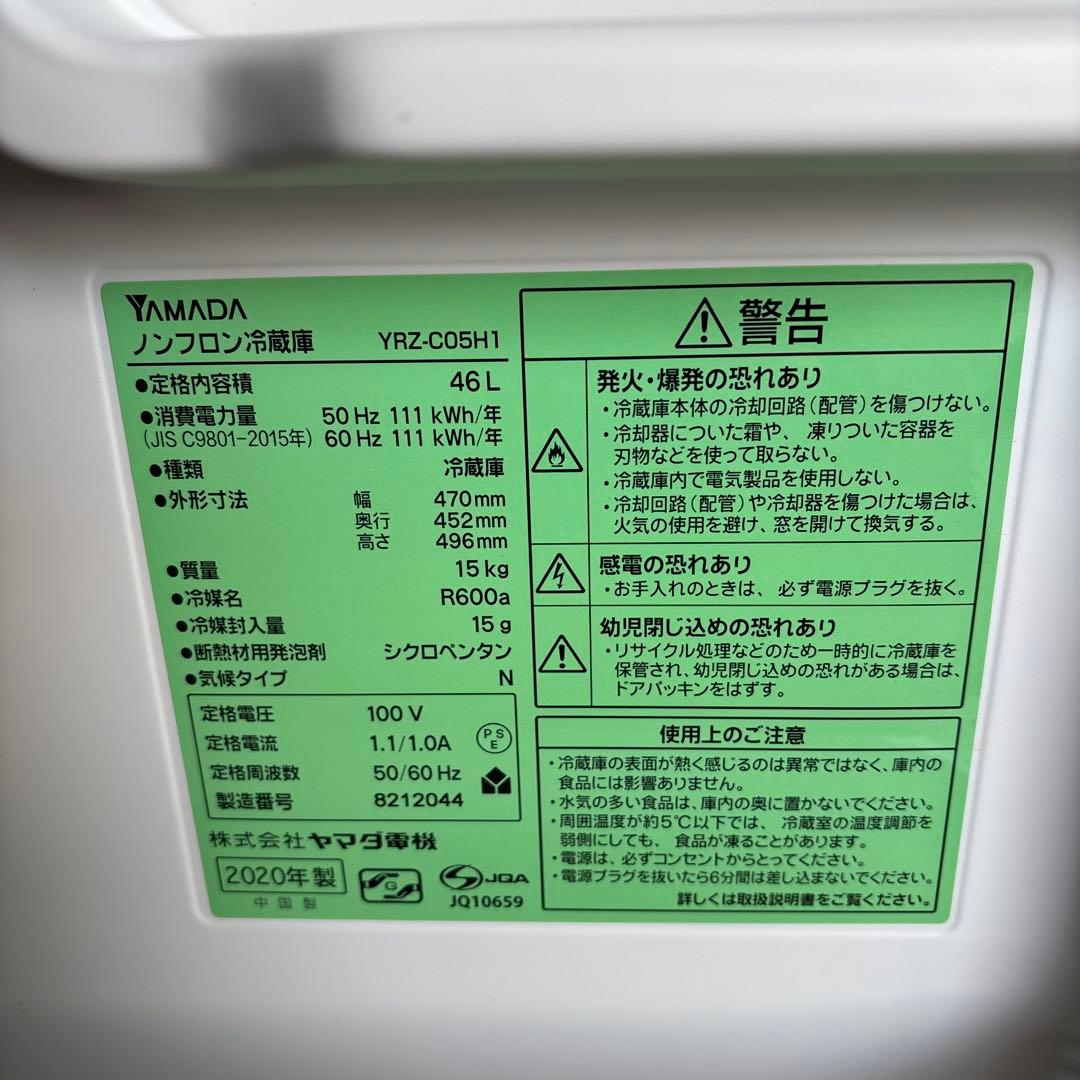 YAMADA
ノンフロン冷蔵庫 YRZ-C05H1
●定格内容積 46 L
●消費電力量 50 Hz 111 kWh/年
(JIS C9801-2015年) 60 Hz 111 kWh/年
●種類 冷蔵庫
●外形寸法 幅 470mm
奥行 452mm
高さ 496mm
●質量 15 kg
●冷媒名 R600a
●冷媒封入量 15 g
●断熱材用発泡剤 シクロペンタン
●気候タイプ N
定格電圧 100 V
定格電流 1.1/1.0A
定格周波数 50/60 Hz
製造番号 8212044
PS
E
株式会社 ヤマダ電機
2020年製
中国製
G
JQA
JQ10659
警告
発火・爆発の恐れあり
・冷蔵庫本体の冷却回路(配管)を傷つけない。
・冷却器についた霜や、凍りついた容器を
刃物などを使って取らない。
・冷蔵庫内で電気製品を使用しない。
・冷却回路(配管)や冷却器を傷つけた場合は、
火気の使用を避け、窓を開けて換気する。
感電の恐れあり
・お手入れのときは、必ず電源プラグを抜く。
幼児閉じ込めの恐れあり
・リサイクル処理などのため一時的に冷蔵庫を
保管され、幼児閉じ込めの恐れがある場合は、
ドアパッキンをはずす。
使用上のご注意
・冷蔵庫の表面が熱く感じるのは異常ではなく、庫内の
食品には影響ありません。
・水気の多い食品は、庫内の奥に置かないでください。
・周囲温度が約5℃以下では、冷蔵室の温度調節を
弱側にしても、食品が凍ることがあります。
・電源は、必ずコンセントからとってください。
・電源プラグを抜いたら6分間は差し込まないでください。
詳しくは取扱説明書をご覧ください。